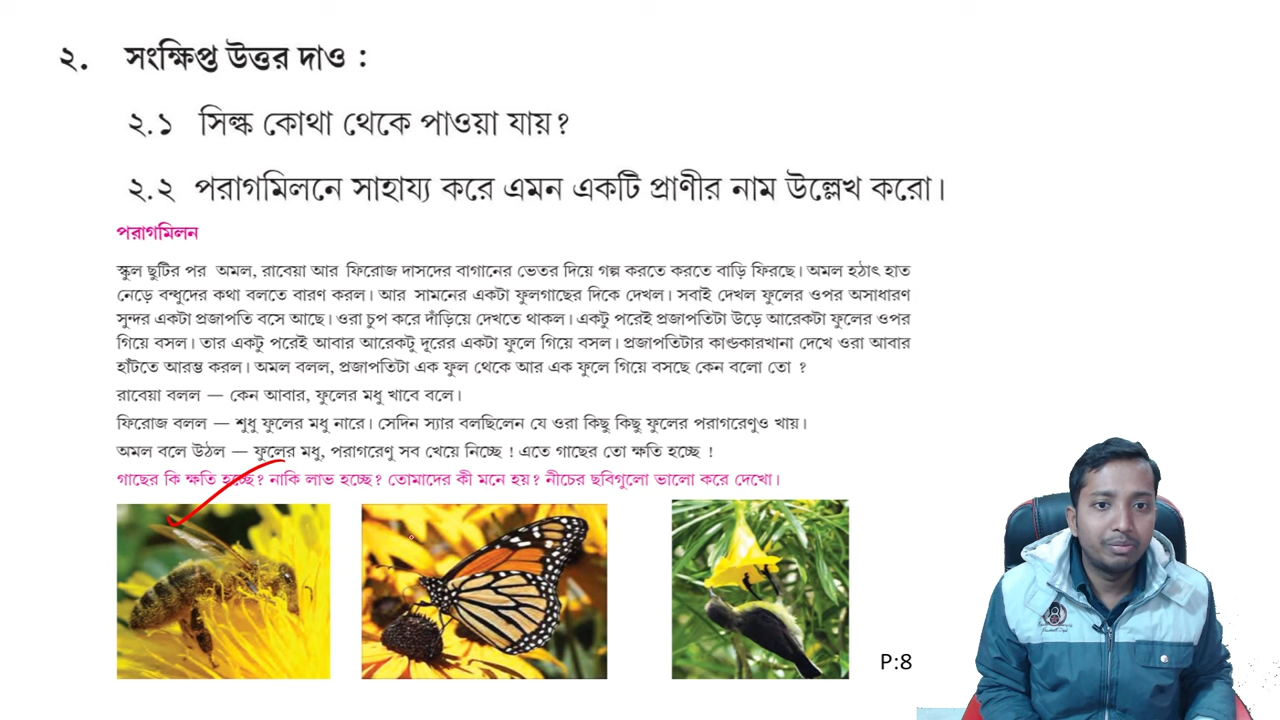 ২. সংক্ষিপ্ত উত্তর দাও :
২.১ সিল্ক কোথা থেকে পাওয়া যায়?
২.২ পরাগমিলনে সাহায্য করে এমন একটি প্রাণীর নাম উল্লেখ করো।
পরাগমিলন
স্কুল ছুটির পর অমল, রাবেয়া আর ফিরোজ দাসদের বাগানের ভেতর দিয়ে গল্প করতে করতে বাড়ি ফিরছে। অমল হঠাৎ হাত
নেড়ে বন্ধুদের কথা বলতে বারণ করল। আর সামনের একটা ফুলগাছের দিকে দেখল। সবাই দেখল ফুলের ওপর অসাধারণ
সুন্দর একটা প্রজাপতি বসে আছে। ওরা চুপ করে দাঁড়িয়ে দেখতে থাকল। একটু পরেই প্রজাপতিটা উড়ে আরেকটা ফুলের ওপর
গিয়ে বসল। তার একটু পরেই আবার আরেকটু দূরের একটা ফুলে গিয়ে বসল। প্রজাপতিটার কাণ্ডকারখানা দেখে ওরা আবার
হাঁটতে আরম্ভ করল। অমল বলল, প্রজাপতিটা এক ফুল থেকে আর এক ফুলে গিয়ে বসছে কেন বলো তো ?
রাবেয়া বলল — কেন আবার, ফুলের মধু খাবে বলে।
ফিরোজ বলল — শুধু ফুলের মধু নারে। সেদিন স্যার বলছিলেন যে ওরা কিছু কিছু ফুলের পরাগরেণুও খায়।
অমল বলে উঠল — ফুলের মধু, পরাগরেণু সব খেয়ে নিচ্ছে ! এতে গাছের তো ক্ষতি হচ্ছে !
গাছের কি ক্ষতি হচ্ছে? নাকি লাভ হচ্ছে? তোমাদের কী মনে হয়? নীচের ছবিগুলো ভালো করে দেখো।
P:8